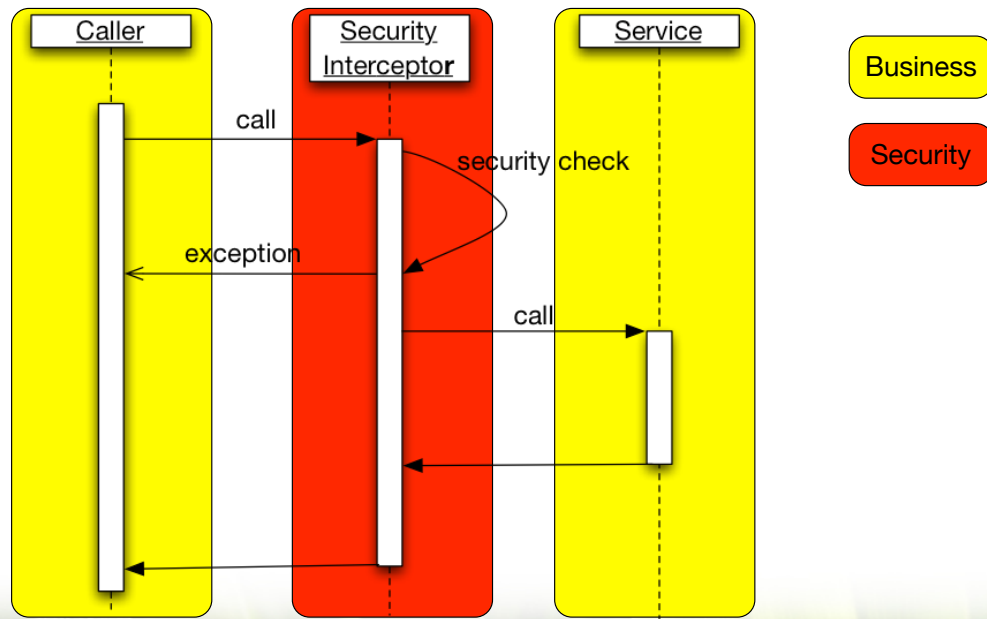 Caller
Security
Interceptor
Service
Business
Security
call
security check
exception
call